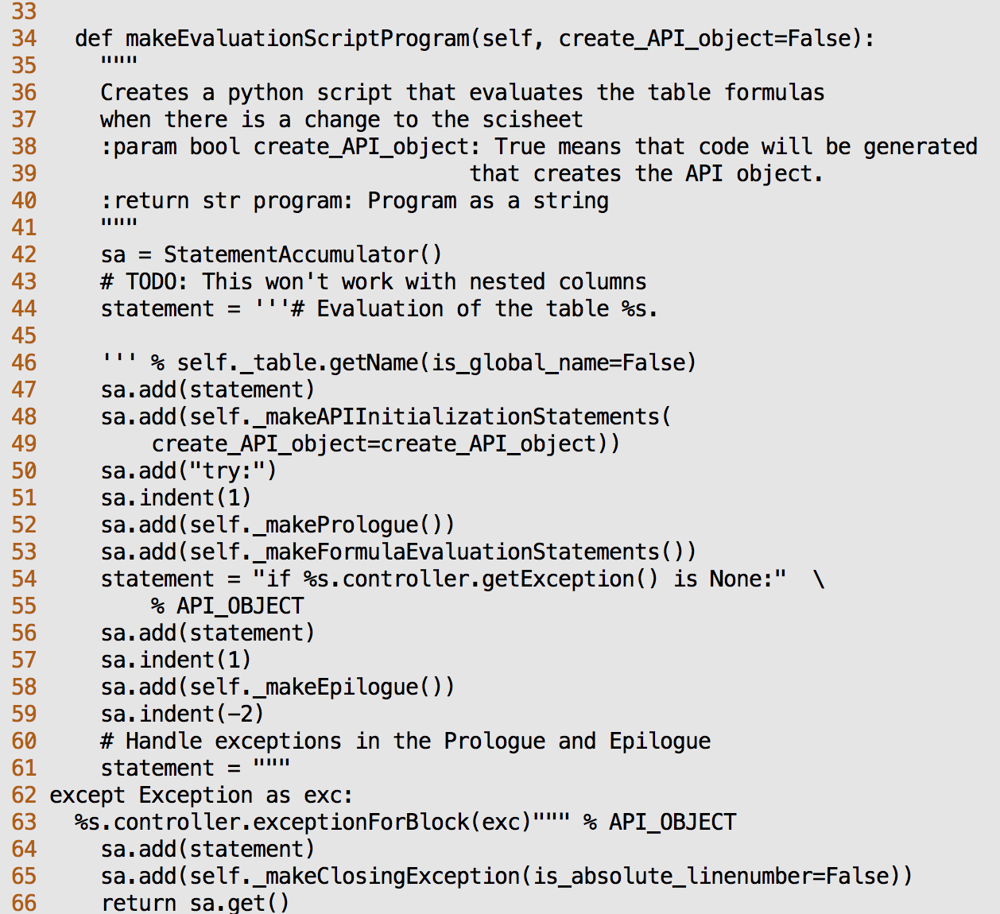 33
34   def makeEvaluationScriptProgram(self, create_API_object=False):
35     """
36     Creates a python script that evaluates the table formulas
37     when there is a change to the scisheet
38     :param bool create_API_object: True means that code will be generated
39                                  that creates the API object.
40     :return str program: Program as a string
41     """
42     sa = StatementAccumulator()
43     # TODO: This won't work with nested columns
44     statement = '''# Evaluation of the table %s.
45
46     ''' % self._table.getName(is_global_name=False)
47     sa.add(statement)
48     sa.add(self._makeAPIInitializationStatements(
49         create_API_object=create_API_object))
50     sa.add("try:")
51     sa.indent(1)
52     sa.add(self._makePrologue())
53     sa.add(self._makeFormulaEvaluationStatements())
54     statement = "if %s.controller.getException() is None:"  \
55         % API_OBJECT
56     sa.add(statement)
57     sa.indent(1)
58     sa.add(self._makeEpilogue())
59     sa.indent(-2)
60     # Handle exceptions in the Prologue and Epilogue
61     statement = """
62 except Exception as exc:
63   %s.controller.exceptionForBlock(exc)""" % API_OBJECT
64     sa.add(statement)
65     sa.add(self._makeClosingException(is_absolute_linenumber=False))
66     return sa.get()